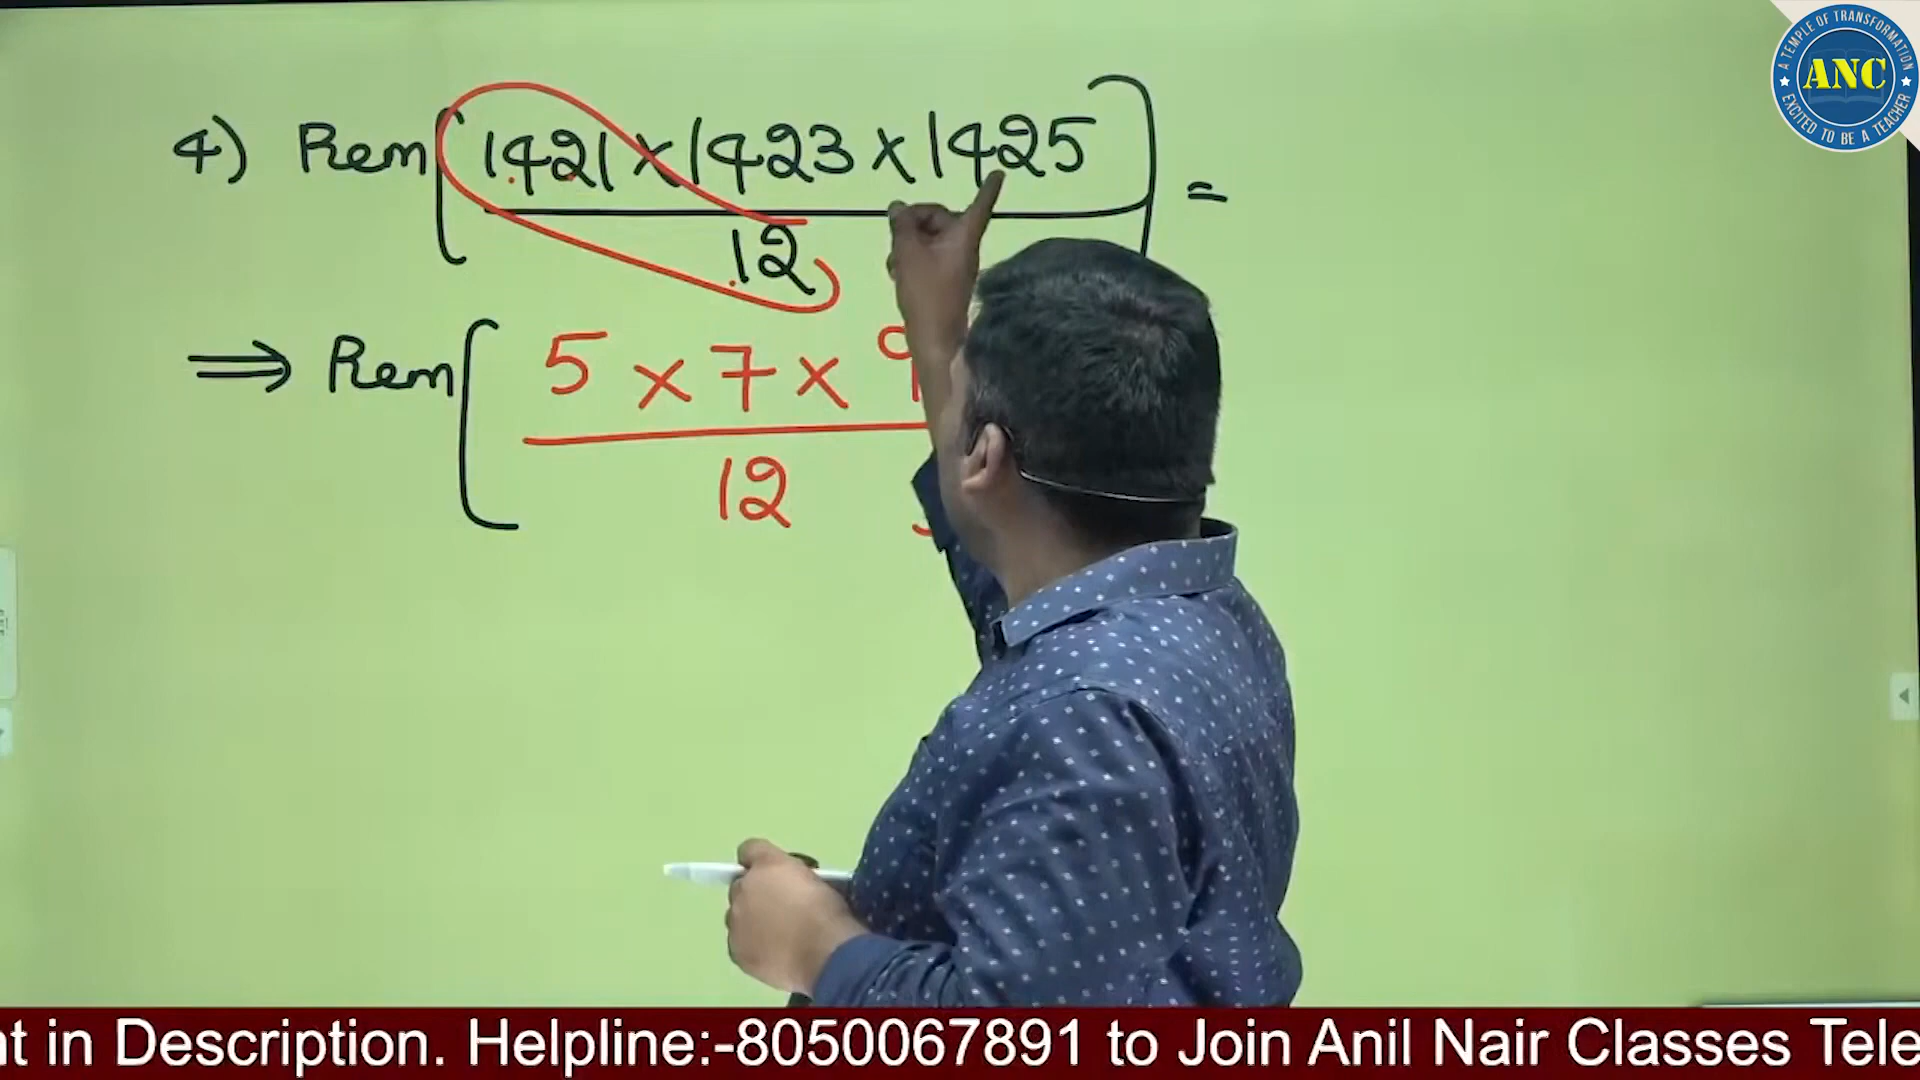 A TEMPLE OF TRANSFORMATION
ANC
EXCITED TO BE A TEACHER
4) Rem [ 1421 × 1423 × 1425 ] =
12
⇒ Rem [ 5 × 7 × 9
12
nt in Description. Helpline:-8050067891 to Join Anil Nair Classes Tele